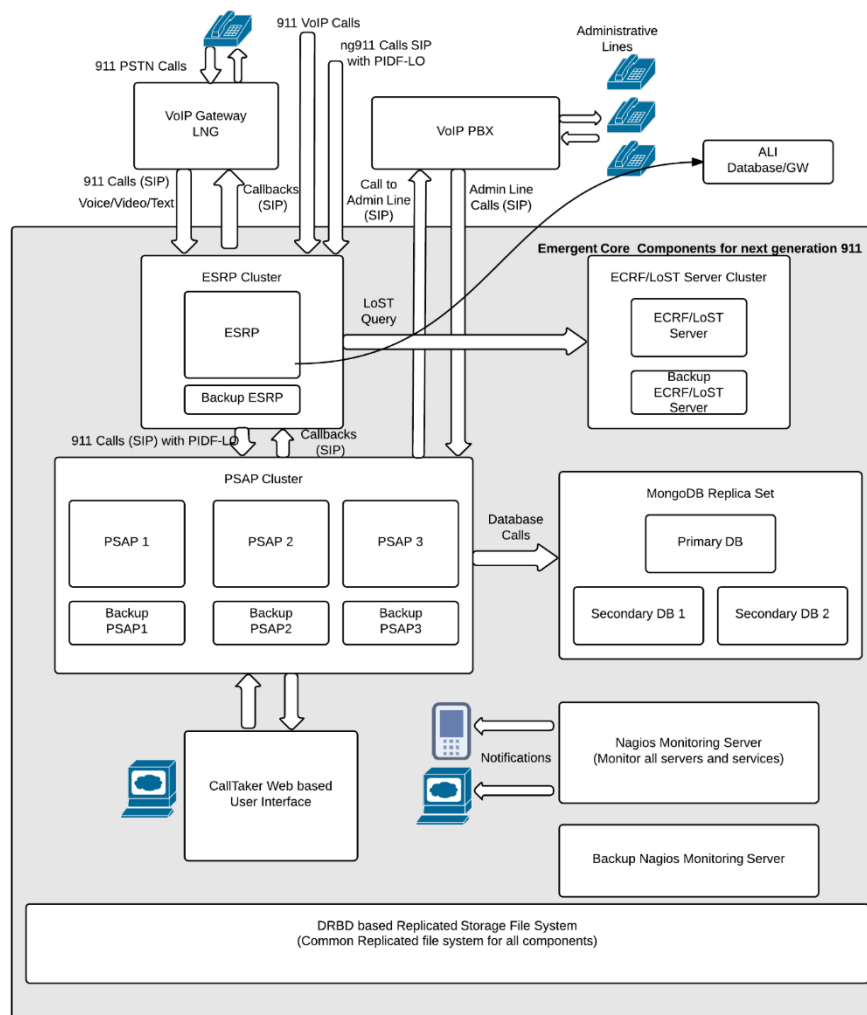 911 VoIP Calls
ng911 Calls SIP
with PIDF-LO
Administrative
Lines
911 PSTN Calls
VoIP Gateway
LNG
VoIP PBX
ALI
Database/GW
911 Calls (SIP)
Voice/Video/Text
Callbacks
(SIP)
Call to
Admin Line
(SIP)
Admin Line
Calls (SIP)
Emergent Core Components for next generation 911
ESRP Cluster
ESRP
Backup ESRP
LoST
Query
ECRF/LoST Server Cluster
ECRF/LoST
Server
Backup
ECRF/LoST
Server
911 Calls (SIP) with PIDF-LO
Callbacks
(SIP)
PSAP Cluster
PSAP 1
PSAP 2
PSAP 3
Backup
PSAP1
Backup
PSAP2
Backup
PSAP3
Database
Calls
MongoDB Replica Set
Primary DB
Secondary DB 1
Secondary DB 2
CallTaker Web based
User Interface
Notifications
Nagios Monitoring Server
(Monitor all servers and services)
Backup Nagios Monitoring Server
DRBD based Replicated Storage File System
(Common Replicated file system for all components)